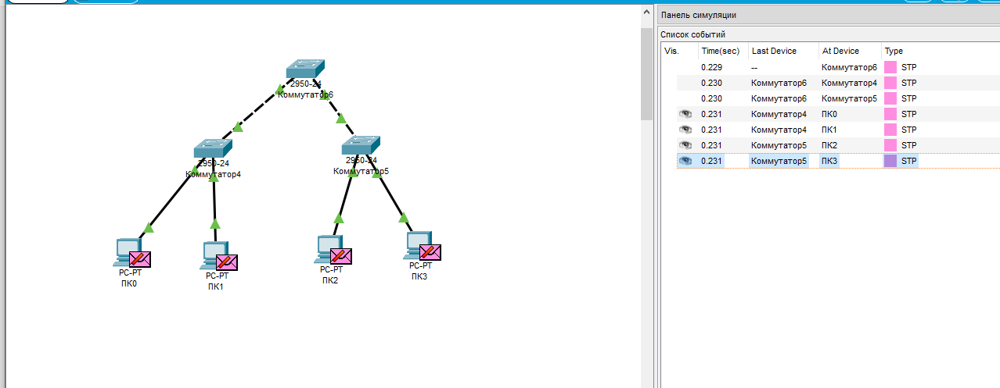 2950-24
Коммутатор6
2950-24
Коммутатор4
2950-24
Коммутатор5
PC-PT
ПК0
PC-PT
ПК1
PC-PT
ПК2
PC-PT
ПК3
Панель симуляции
Список событий
Vis. Time(sec) Last Device At Device Type
0.229 -- Коммутатор6 STP
0.230 Коммутатор6 Коммутатор4 STP
0.230 Коммутатор6 Коммутатор5 STP
0.231 Коммутатор4 ПК0 STP
0.231 Коммутатор4 ПК1 STP
0.231 Коммутатор5 ПК2 STP
0.231 Коммутатор5 ПК3 STP